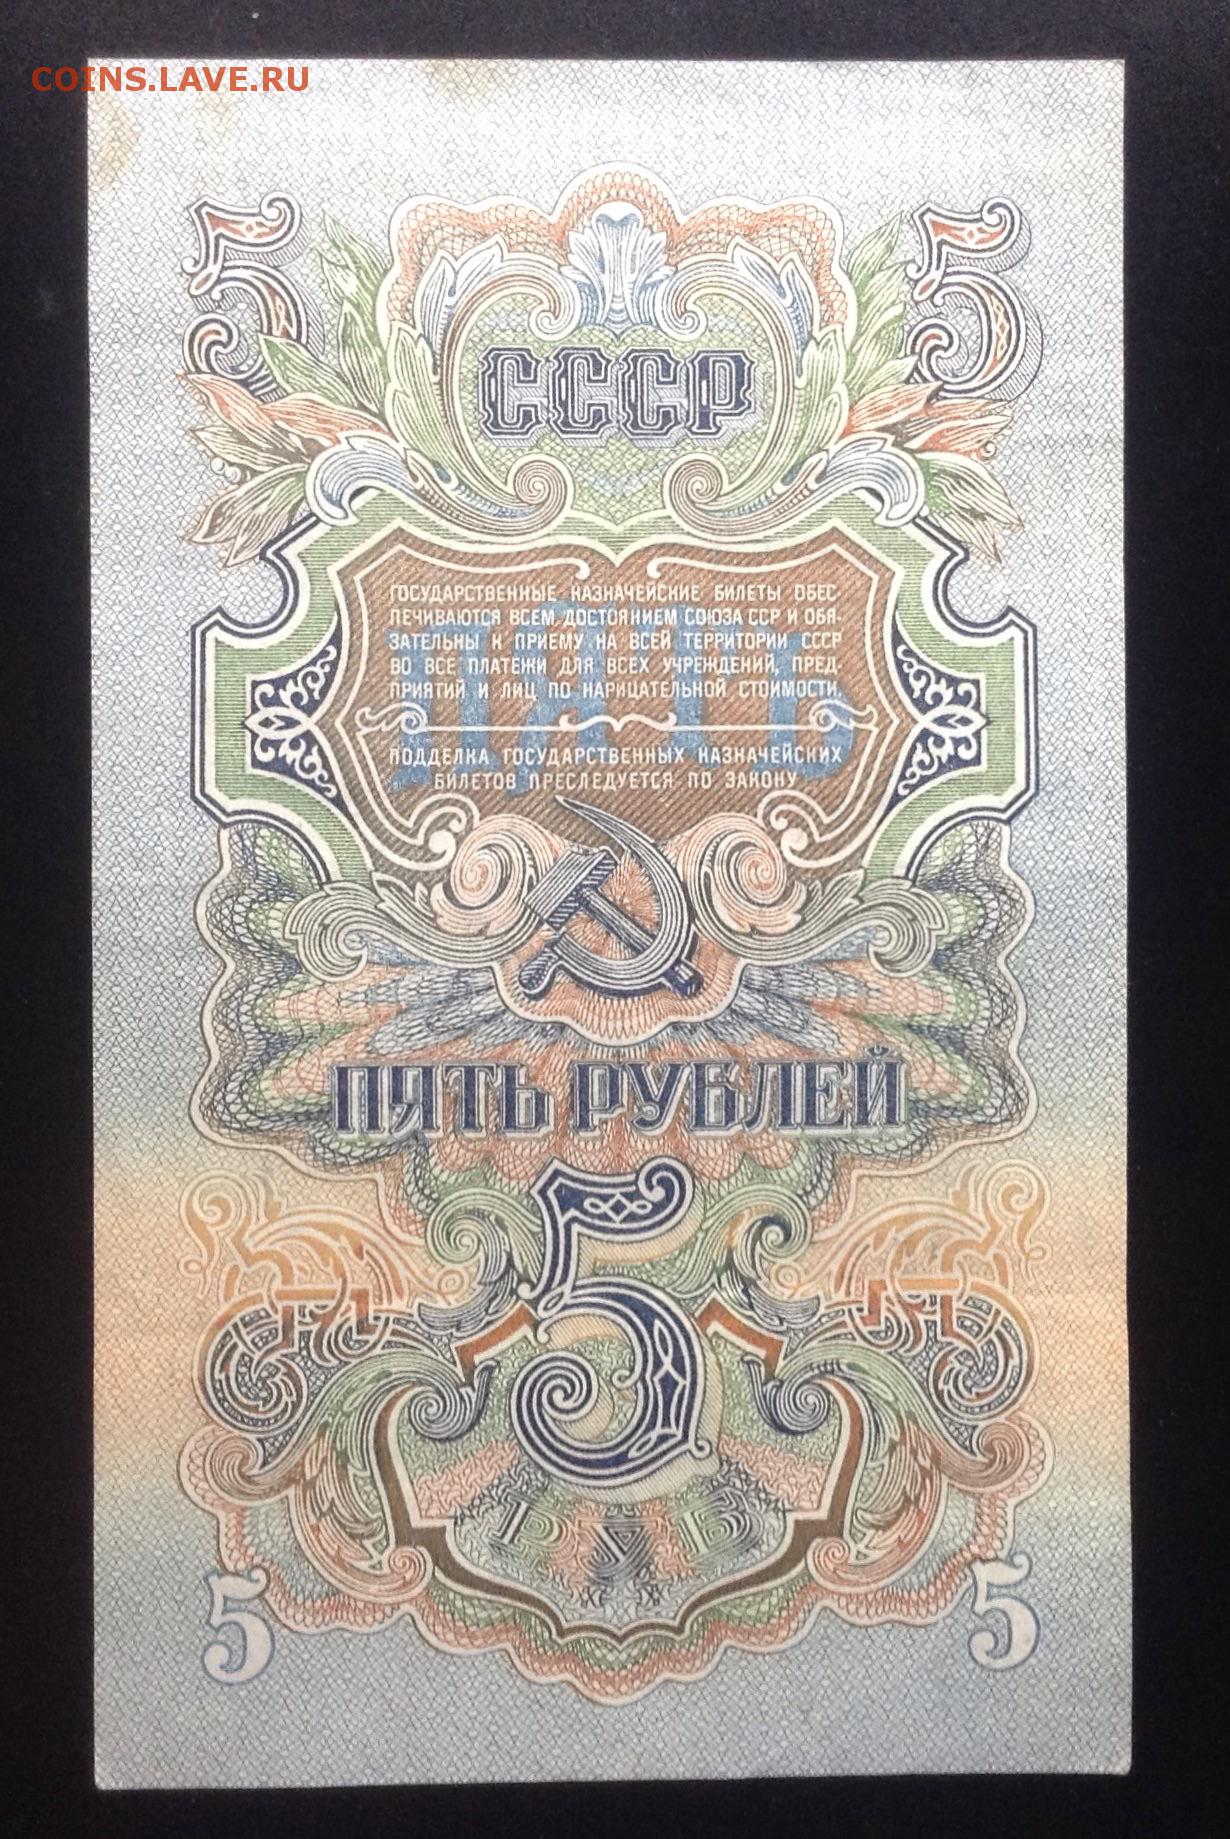 COINS.LAVE.RU
5 5
СССР
ГОСУДАРСТВЕННЫЕ КАЗНАЧЕЙСКИЕ БИЛЕТЫ ОБЕС-
ПЕЧИВАЮТСЯ ВСЕМ ДОСТОЯНИЕМ СОЮЗА ССР И ОБЯ-
ЗАТЕЛЬНЫ К ПРИЕМУ НА ВСЕЙ ТЕРРИТОРИИ СССР
ВО ВСЕ ПЛАТЕЖИ ДЛЯ ВСЕХ УЧРЕЖДЕНИЙ, ПРЕД-
ПРИЯТИЙ И ЛИЦ ПО НАРИЦАТЕЛЬНОЙ СТОИМОСТИ.
ПЯТЬ
ПОДДЕЛКА ГОСУДАРСТВЕННЫХ КАЗНАЧЕЙСКИХ
БИЛЕТОВ ПРЕСЛЕДУЕТСЯ ПО ЗАКОНУ
ПЯТЬ РУБЛЕЙ
5
РУБ
5 5